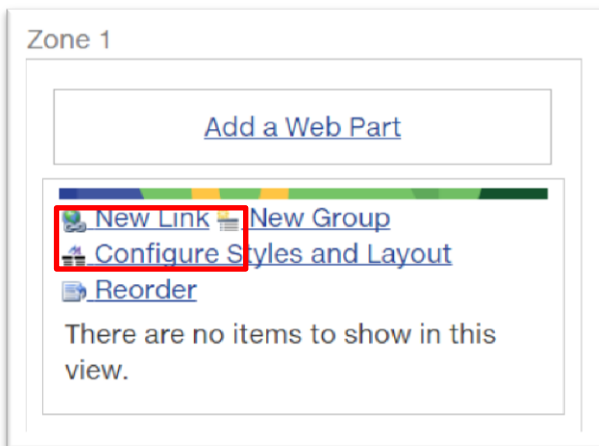 Zone 1
Add a Web Part
New Link New Group
Configure Styles and Layout
Reorder
There are no items to show in this
view.